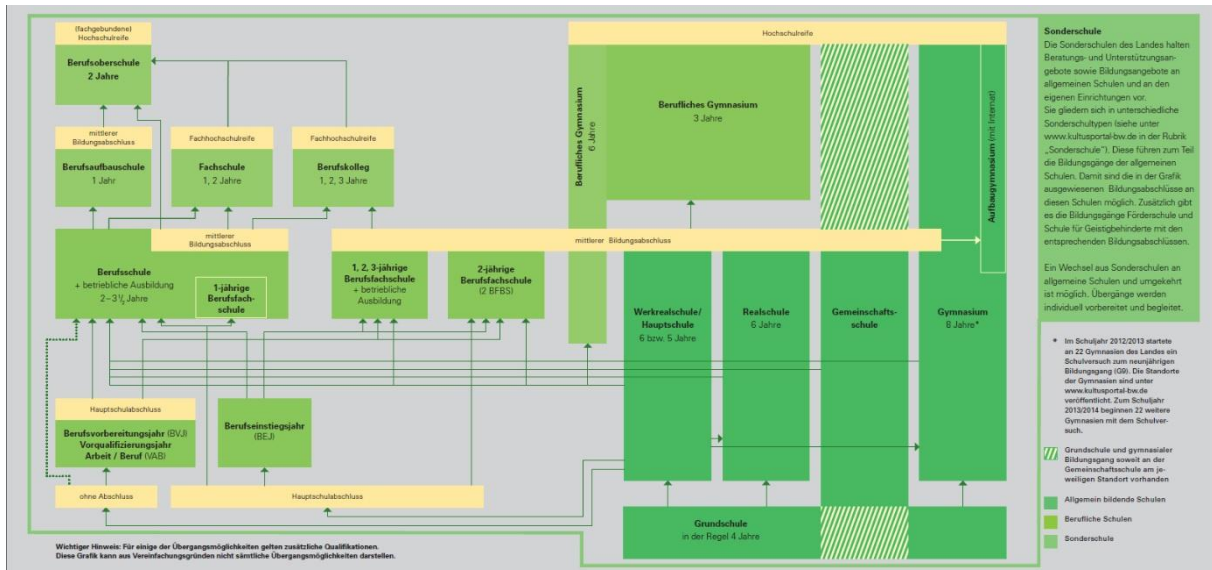 (fachgebundene)
Hochschulreife
Berufsoberschule
2 Jahre
mittlerer
Bildungsabschluss
Berufsaufbauschule
1 Jahr
Fachhochschulreife
Fachschule
1, 2 Jahre
Fachhochschulreife
Berufskolleg
1, 2, 3 Jahre
mittlerer
Bildungsabschluss
Berufsschule
+ betriebliche Ausbildung
2–3 ½ Jahre
1-jährige
Berufsfach-
schule
Hauptschulabschluss
Berufsvorbereitungsjahr (BVJ)
Vorqualifizierungsjahr
Arbeit / Beruf (VAB)
Berufseinstiegsjahr
(BEJ)
ohne Abschluss
Hauptschulabschluss
Hochschulreife
Berufliches Gymnasium
6 Jahre
Berufliches Gymnasium
3 Jahre
Aufbaugymnasium (mit Internat)
mittlerer Bildungsabschluss
1, 2, 3-jährige
Berufsfachschule
+ betriebliche
Ausbildung
2-jährige
Berufsfachschule
(2 BFBS)
Werkrealschule/
Hauptschule
6 bzw. 5 Jahre
Realschule
6 Jahre
Gemeinschafts-
schule
Gymnasium
8 Jahre*
Grundschule
in der Regel 4 Jahre
Wichtiger Hinweis: Für einige der Übergangsmöglichkeiten gelten zusätzliche Qualifikationen.
Diese Grafik kann aus Vereinfachungsgründen nicht sämtliche Übergangsmöglichkeiten darstellen.
Sonderschule
Die Sonderschulen des Landes halten
Beratungs- und Unterstützungsan-
gebote sowie Bildungsangebote an
allgemeinen Schulen und an den
eigenen Einrichtungen vor.
Sie gliedern sich in unterschiedliche
Sonderschultypen (siehe unter
www.kultusportal-bw.de in der Rubrik
„Sonderschule“). Diese führen zum Teil
die Bildungsgänge der allgemeinen
Schulen. Damit sind die in der Grafik
ausgewiesenen Bildungsabschlüsse an
diesen Schulen möglich. Zusätzlich gibt
es die Bildungsgänge Förderschule und
Schule für Geistigbehinderte mit den
entsprechenden Bildungsabschlüssen.
Ein Wechsel aus Sonderschulen an
allgemeine Schulen und umgekehrt
ist möglich. Übergänge werden
individuell vorbereitet und begleitet.
* Im Schuljahr 2012/2013 startete
an 22 Gymnasien des Landes ein
Schulversuch zum neunjährigen
Bildungsgang (G9). Die Standorte
der Gymnasien sind unter
www.kultusportal-bw.de
veröffentlicht. Zum Schuljahr
2013/2014 beginnen 22 weitere
Gymnasien mit dem Schulver-
such.
Grundschule und gymnasialer
Bildungsgang soweit an der
Gemeinschaftsschule am je-
weiligen Standort vorhanden
Allgemein bildende Schulen
Berufliche Schulen
Sonderschule